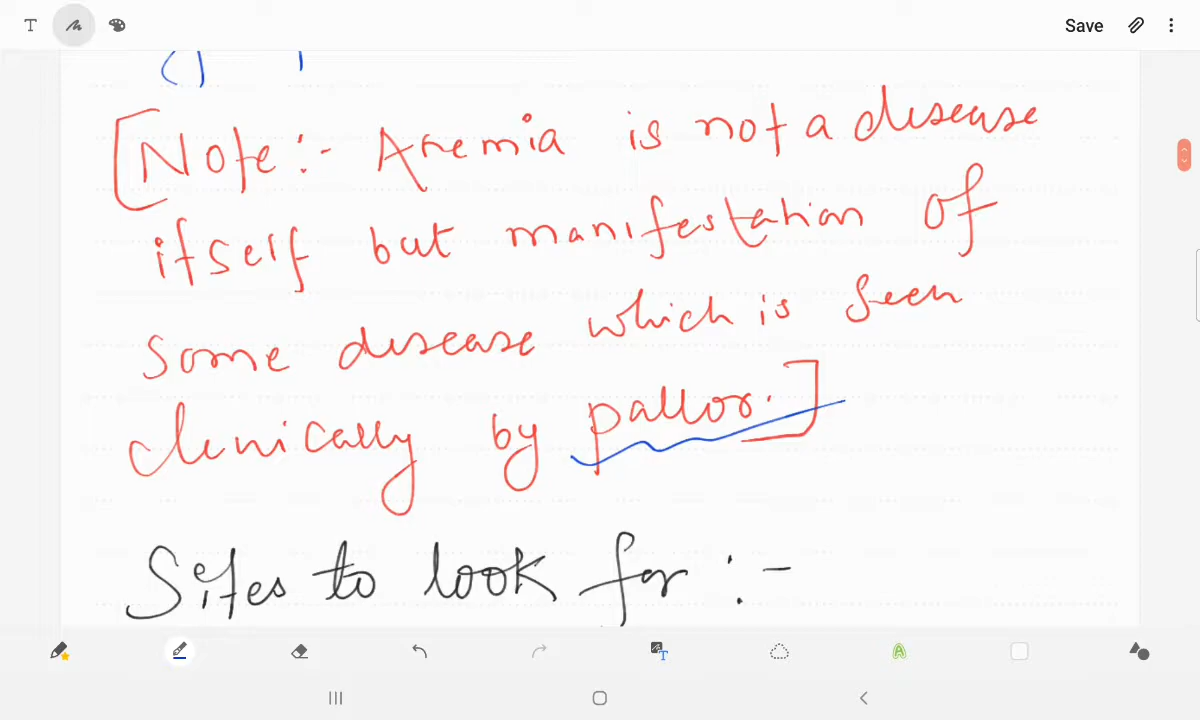 T Save
[Note:- Anemia is not a disease
itself but manifestation of
some disease which is seen
clinically by pallor.]
Sites to look for :-